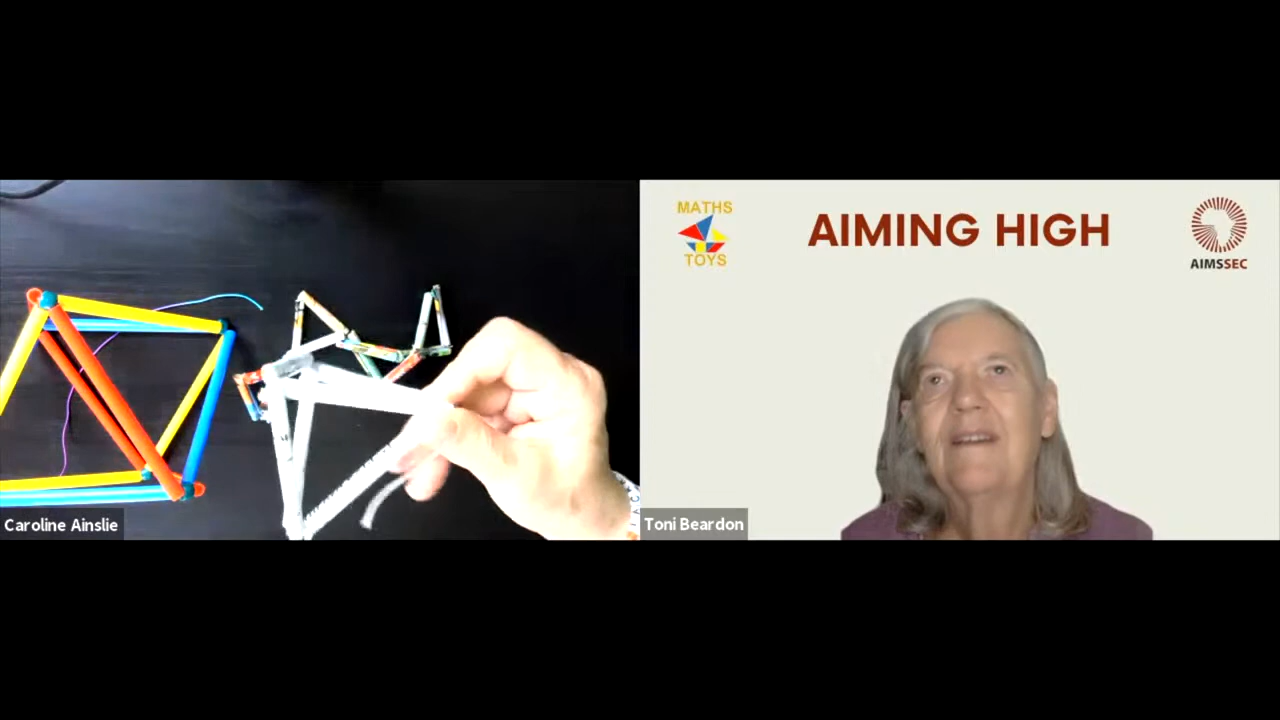 MATHS
TOYS
AIMING HIGH
AIMSSEC
Caroline Ainslie
Toni Beardon